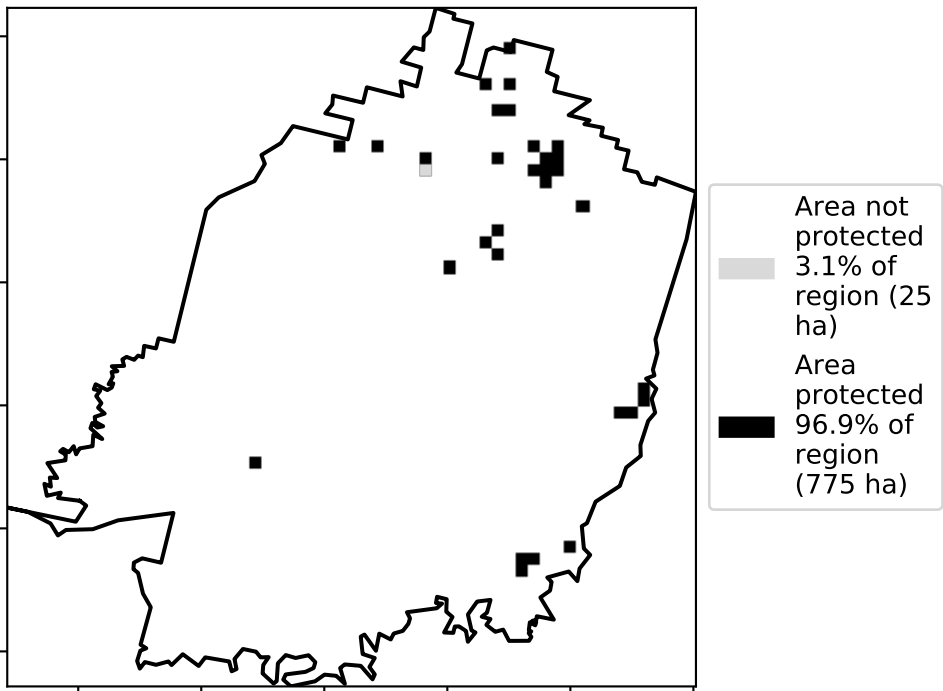 Area not
protected
3.1% of
region (25
ha)
Area
protected
96.9% of
region
(775 ha)